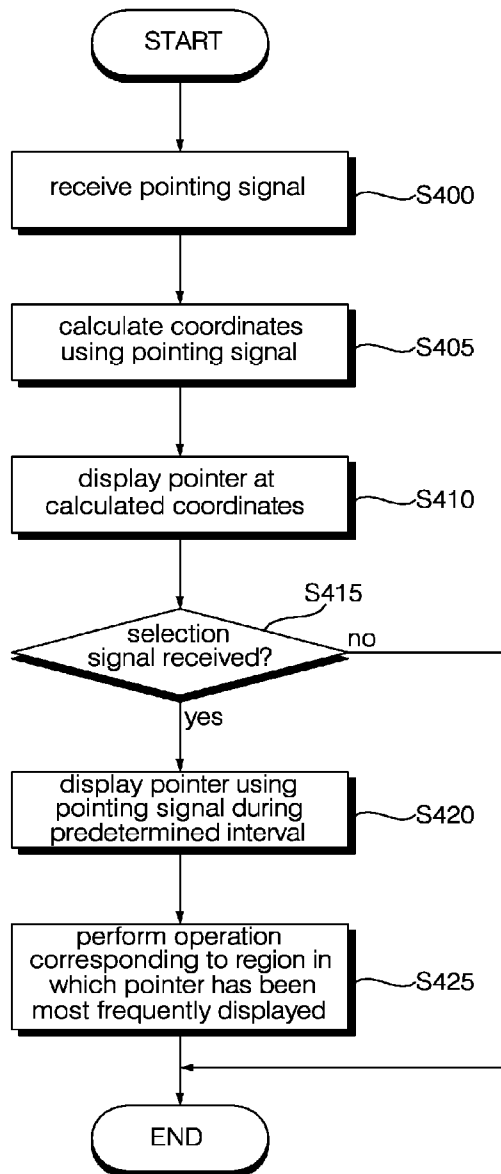 START
receive pointing signal
S400
calculate coordinates
using pointing signal
S405
display pointer at
calculated coordinates
S410
S415
selection
signal received?
no
yes
display pointer using
pointing signal during
predetermined interval
S420
perform operation
corresponding to region in
which pointer has been
most frequently displayed
S425
END